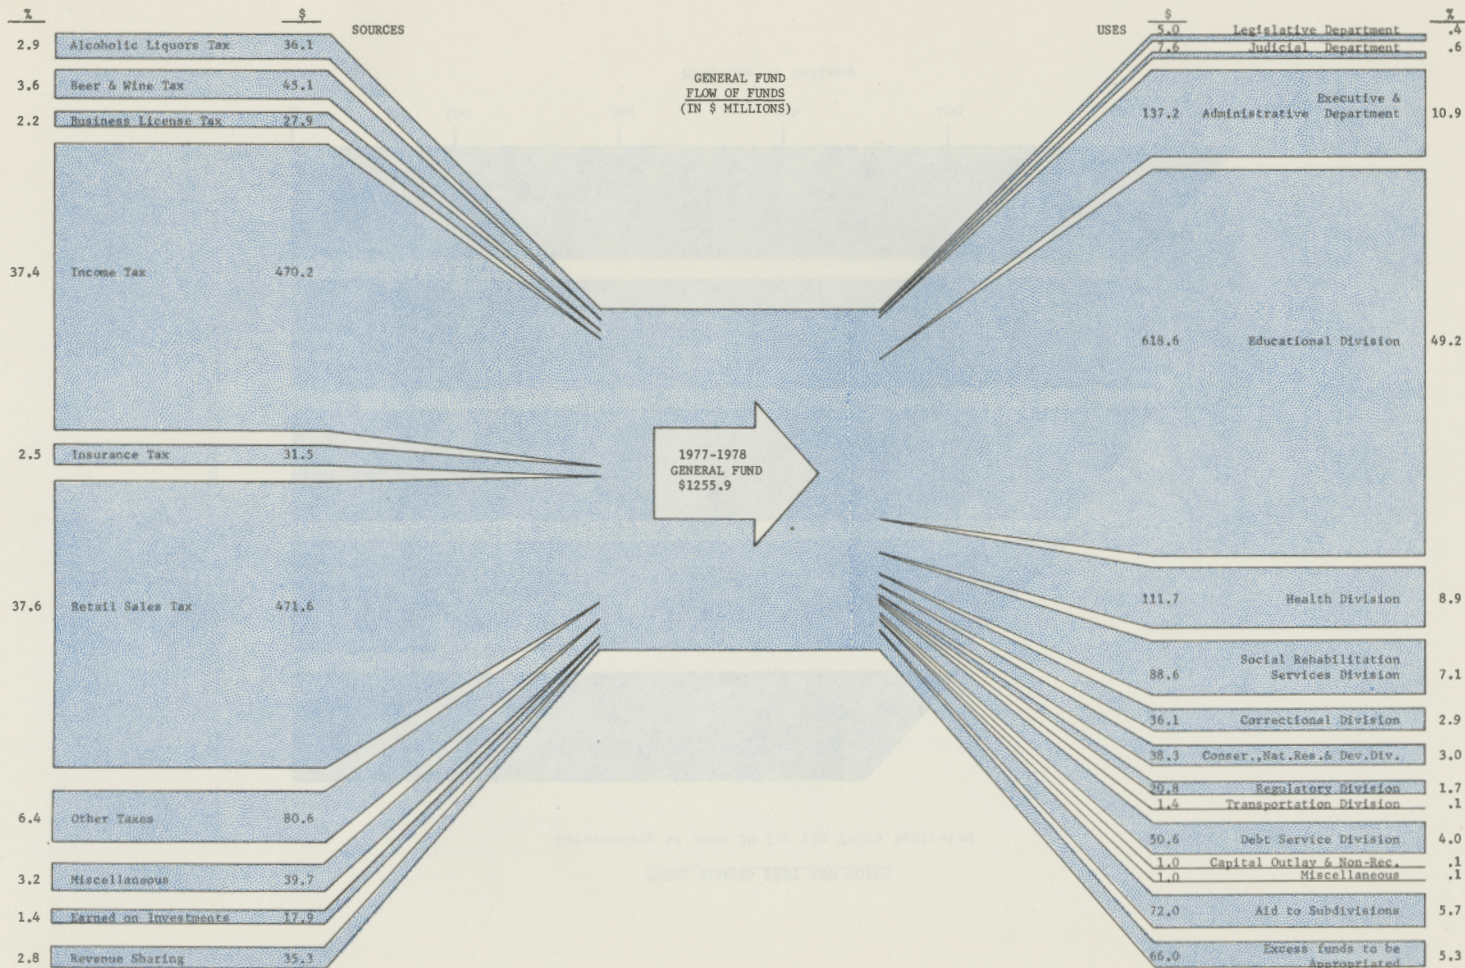 % $ SOURCES
2.9 Alcoholic Liquors Tax 36.1
3.6 Beer & Wine Tax 45.1
2.2 Business License Tax 27.9
37.4 Income Tax 470.2
2.5 Insurance Tax 31.5
37.6 Retail Sales Tax 471.6
6.4 Other Taxes 80.6
3.2 Miscellaneous 39.7
1.4 Earned on Investments 17.9
2.8 Revenue Sharing 35.3
GENERAL FUND
FLOW OF FUNDS
(IN $ MILLIONS)
1977-1978
GENERAL FUND
$1255.9
USES $ %
5.0 Legislative Department .4
7.6 Judicial Department .6
Executive &
137.2 Administrative Department 10.9
618.6 Educational Division 49.2
111.7 Health Division 8.9
Social Rehabilitation
88.6 Services Division 7.1
36.1 Correctional Division 2.9
38.3 Conser.,Nat.Res.& Dev.Div. 3.0
20.8 Regulatory Division 1.7
1.4 Transportation Division .1
50.6 Debt Service Division 4.0
1.0 Capital Outlay & Non-Rec. .1
1.0 Miscellaneous .1
72.0 Aid to Subdivisions 5.7
Excess funds to be
66.0 Appropriated 5.3